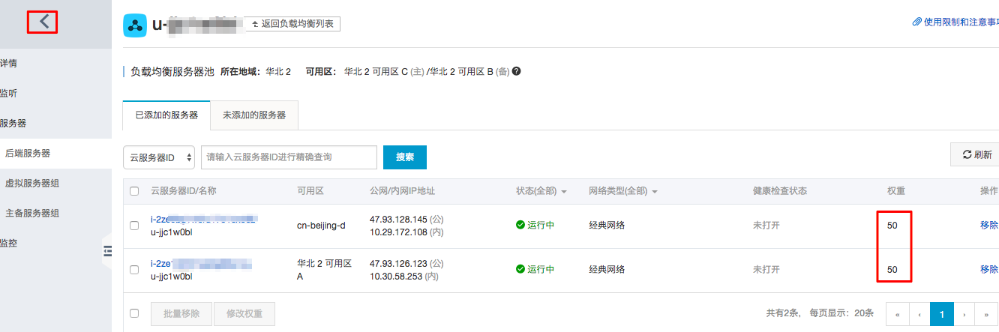 u-
返回负载均衡列表
使用限制和注意事项
详情
监听
服务器
后端服务器
虚拟服务器组
主备服务器组
监控
负载均衡服务器池 所在地域：华北 2 可用区： 华北 2 可用区 C (主) /华北 2 可用区 B (备)
已添加的服务器 未添加的服务器
云服务器ID 请输入云服务器ID进行精确查询 搜索 刷新
云服务器ID/名称 可用区 公网/内网IP地址 状态(全部) 网络类型(全部) 健康检查状态 权重 操作
i-2ze
u-jjc1w0bl
cn-beijing-d
47.93.128.145 (公)
10.29.172.108 (内)
运行中 经典网络 未打开 50 移除
i-2ze
u-jjc1w0bl
华北 2 可用区
A
47.93.126.123 (公)
10.30.58.253 (内)
运行中 经典网络 未打开 50 移除
批量移除 修改权重 共有2条， 每页显示：20条 « ‹ 1 › »